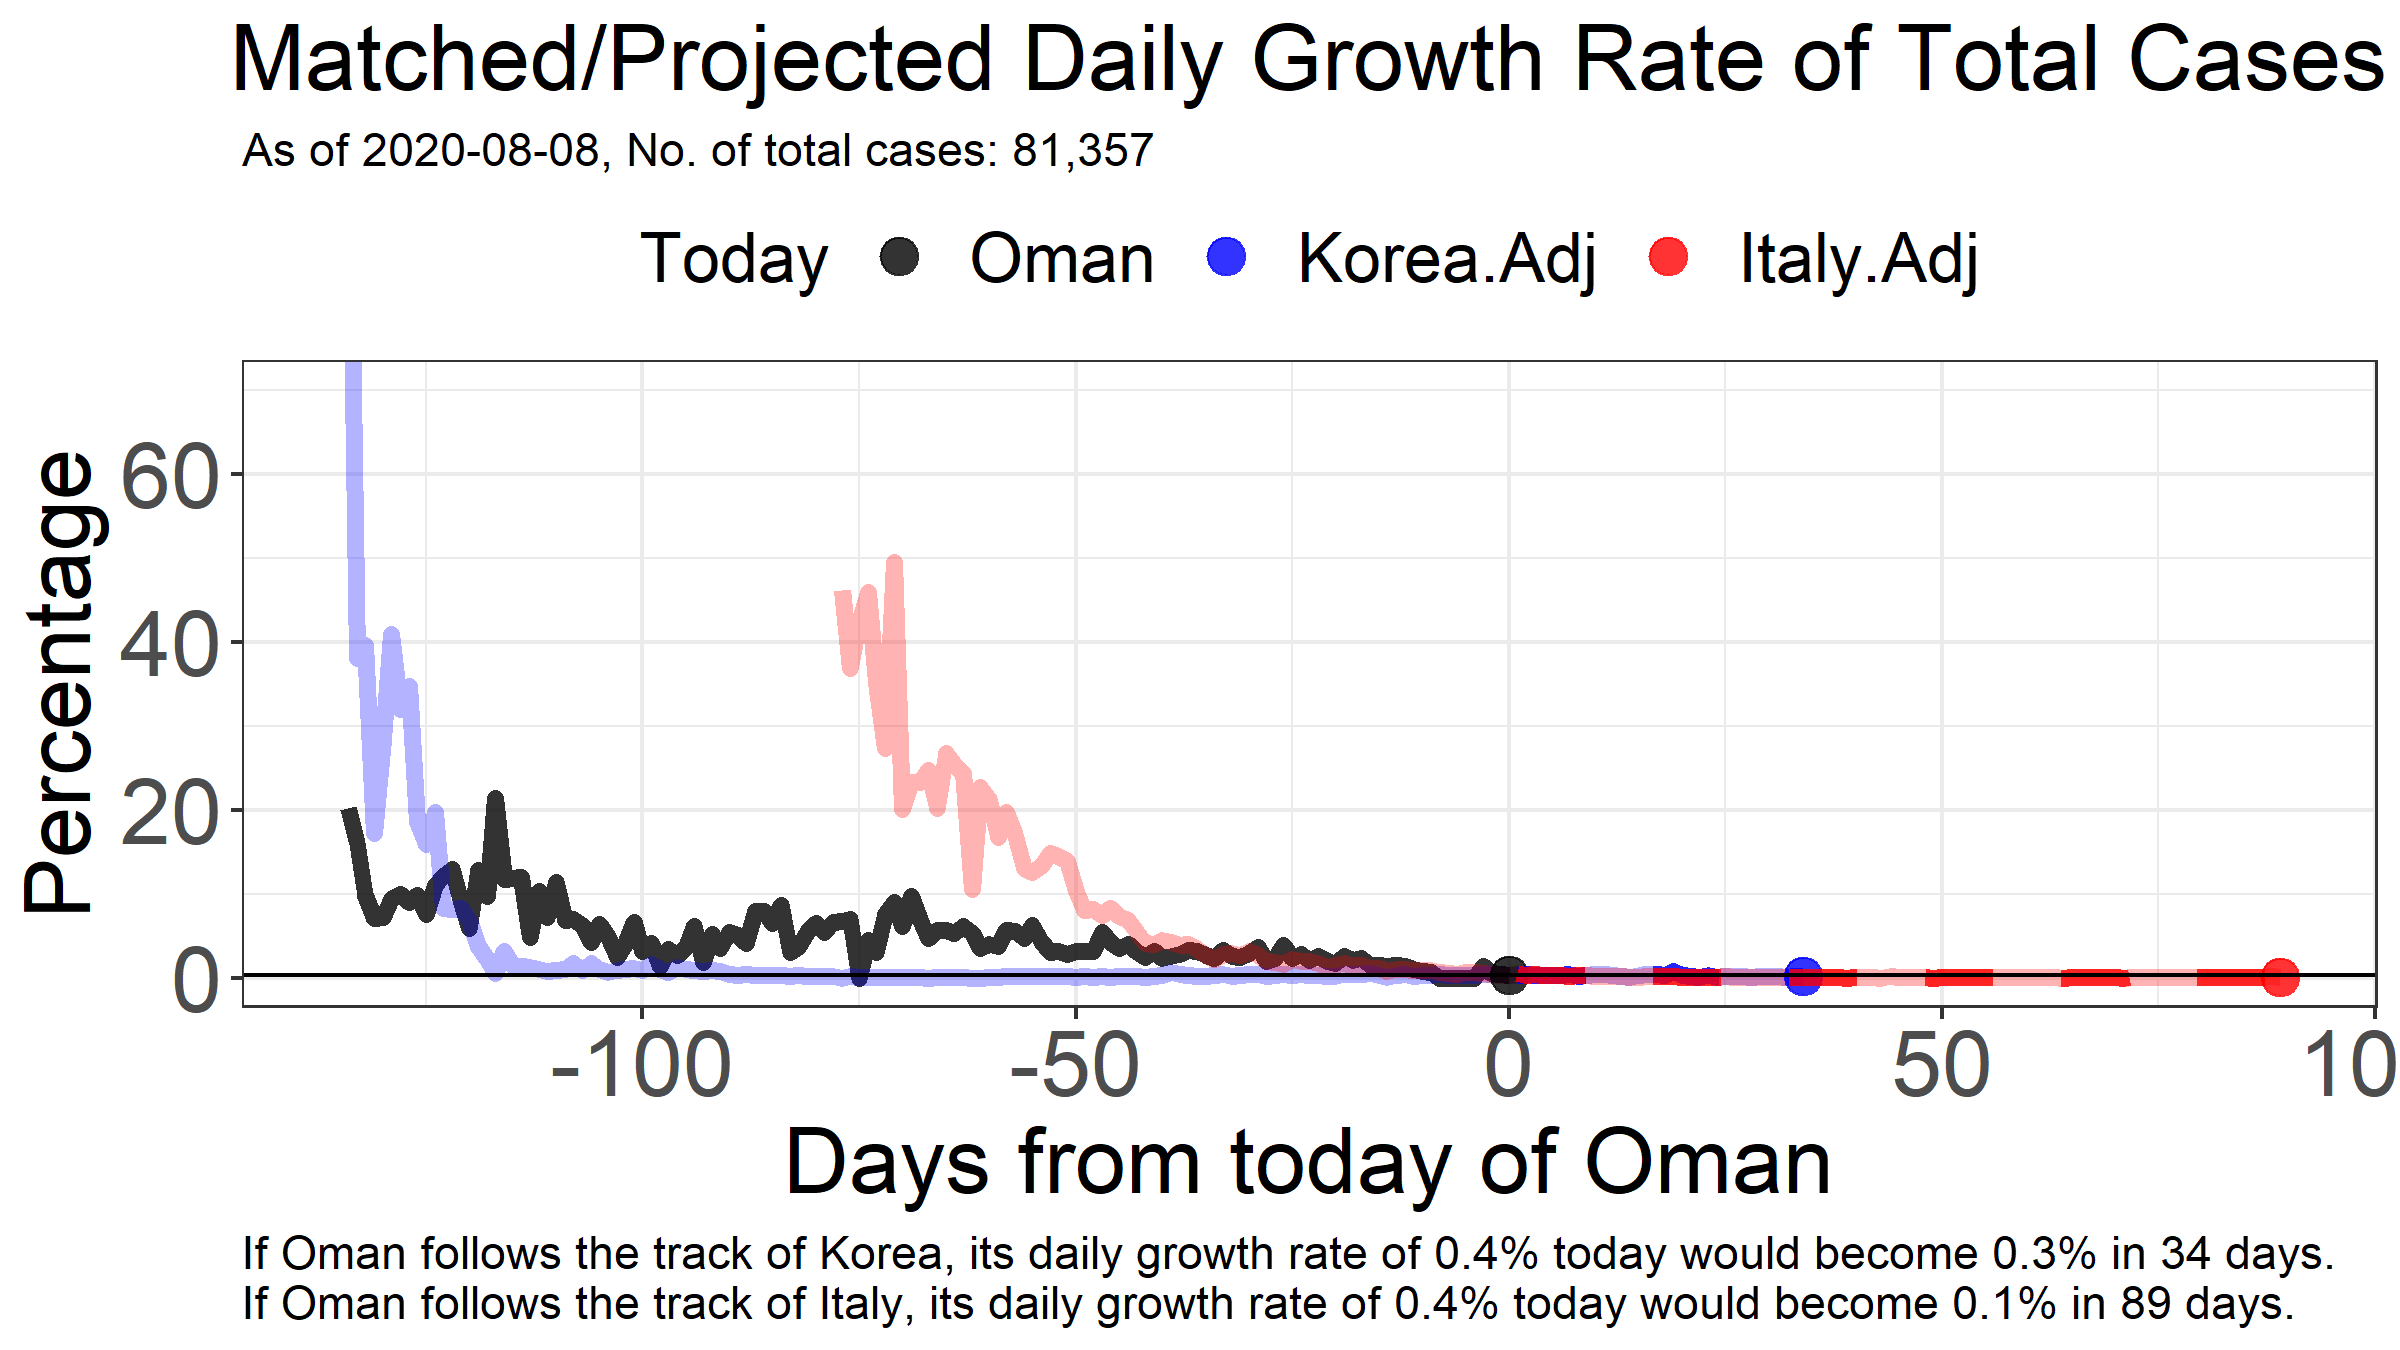 Matched/Projected Daily Growth Rate of Total Cases
As of 2020-08-08, No. of total cases: 81,357
Today Oman Korea.Adj Italy.Adj
Percentage
60
40
20
0
-100 -50 0 50 10
Days from today of Oman
If Oman follows the track of Korea, its daily growth rate of 0.4% today would become 0.3% in 34 days.
If Oman follows the track of Italy, its daily growth rate of 0.4% today would become 0.1% in 89 days.